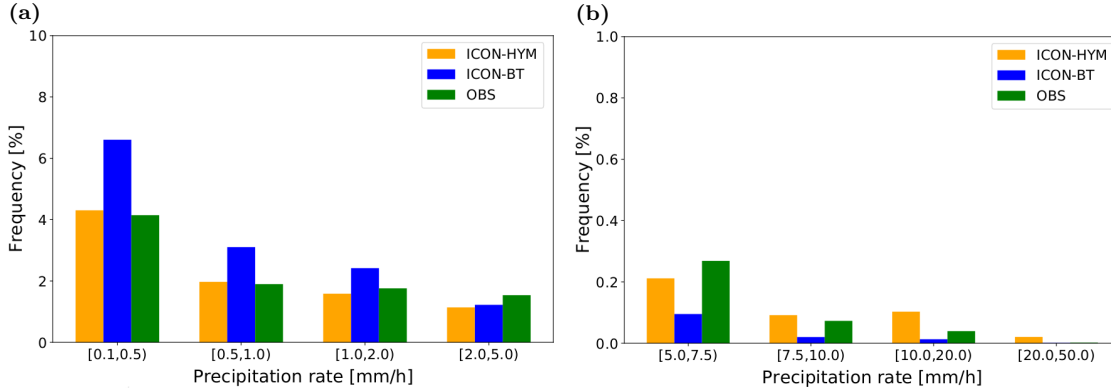 (a)
10
8
6
4
2
0
Frequency [%]
ICON-HYM
ICON-BT
OBS
[0.1,0.5)
[0.5,1.0)
[1.0,2.0)
[2.0,5.0)
Precipitation rate [mm/h]
(b)
1.0
0.8
0.6
0.4
0.2
0.0
Frequency [%]
ICON-HYM
ICON-BT
OBS
[5.0,7.5)
[7.5,10.0)
[10.0,20.0)
[20.0,50.0)
Precipitation rate [mm/h]